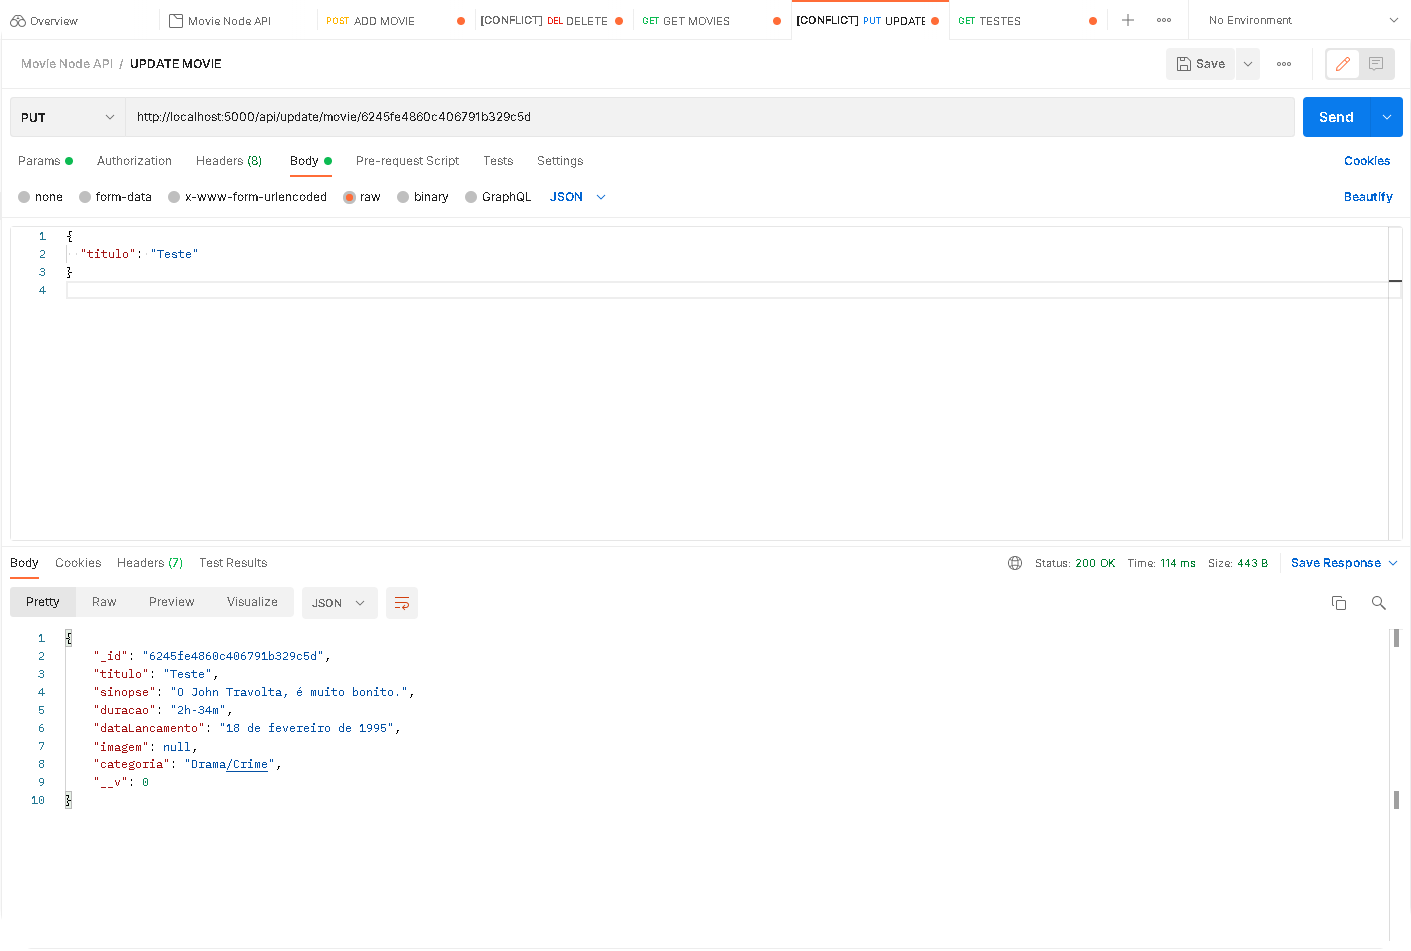 Overview
Movie Node API
POST ADD MOVIE
[CONFLICT] DEL DELETE
GET GET MOVIES
[CONFLICT] PUT UPDATE
GET TESTES
No Environment
Movie Node API / UPDATE MOVIE
Save
PUT
http://localhost:5000/api/update/movie/6245fe4860c406791b329c5d
Send
Params
Authorization
Headers (8)
Body
Pre-request Script
Tests
Settings
Cookies
none
form-data
x-www-form-urlencoded
raw
binary
GraphQL
JSON
Beautify
1 {
2 "titulo": "Teste"
3 }
4
Body
Cookies
Headers (7)
Test Results
Status: 200 OK
Time: 114 ms
Size: 443 B
Save Response
Pretty
Raw
Preview
Visualize
JSON
1 {
2 "_id": "6245fe4860c406791b329c5d",
3 "titulo": "Teste",
4 "sinopse": "O John Travolta, é muito bonito.",
5 "duracao": "2h-34m",
6 "dataLancamento": "18 de fevereiro de 1995",
7 "imagem": null,
8 "categoria": "Drama/Crime",
9 "__v": 0
10 }